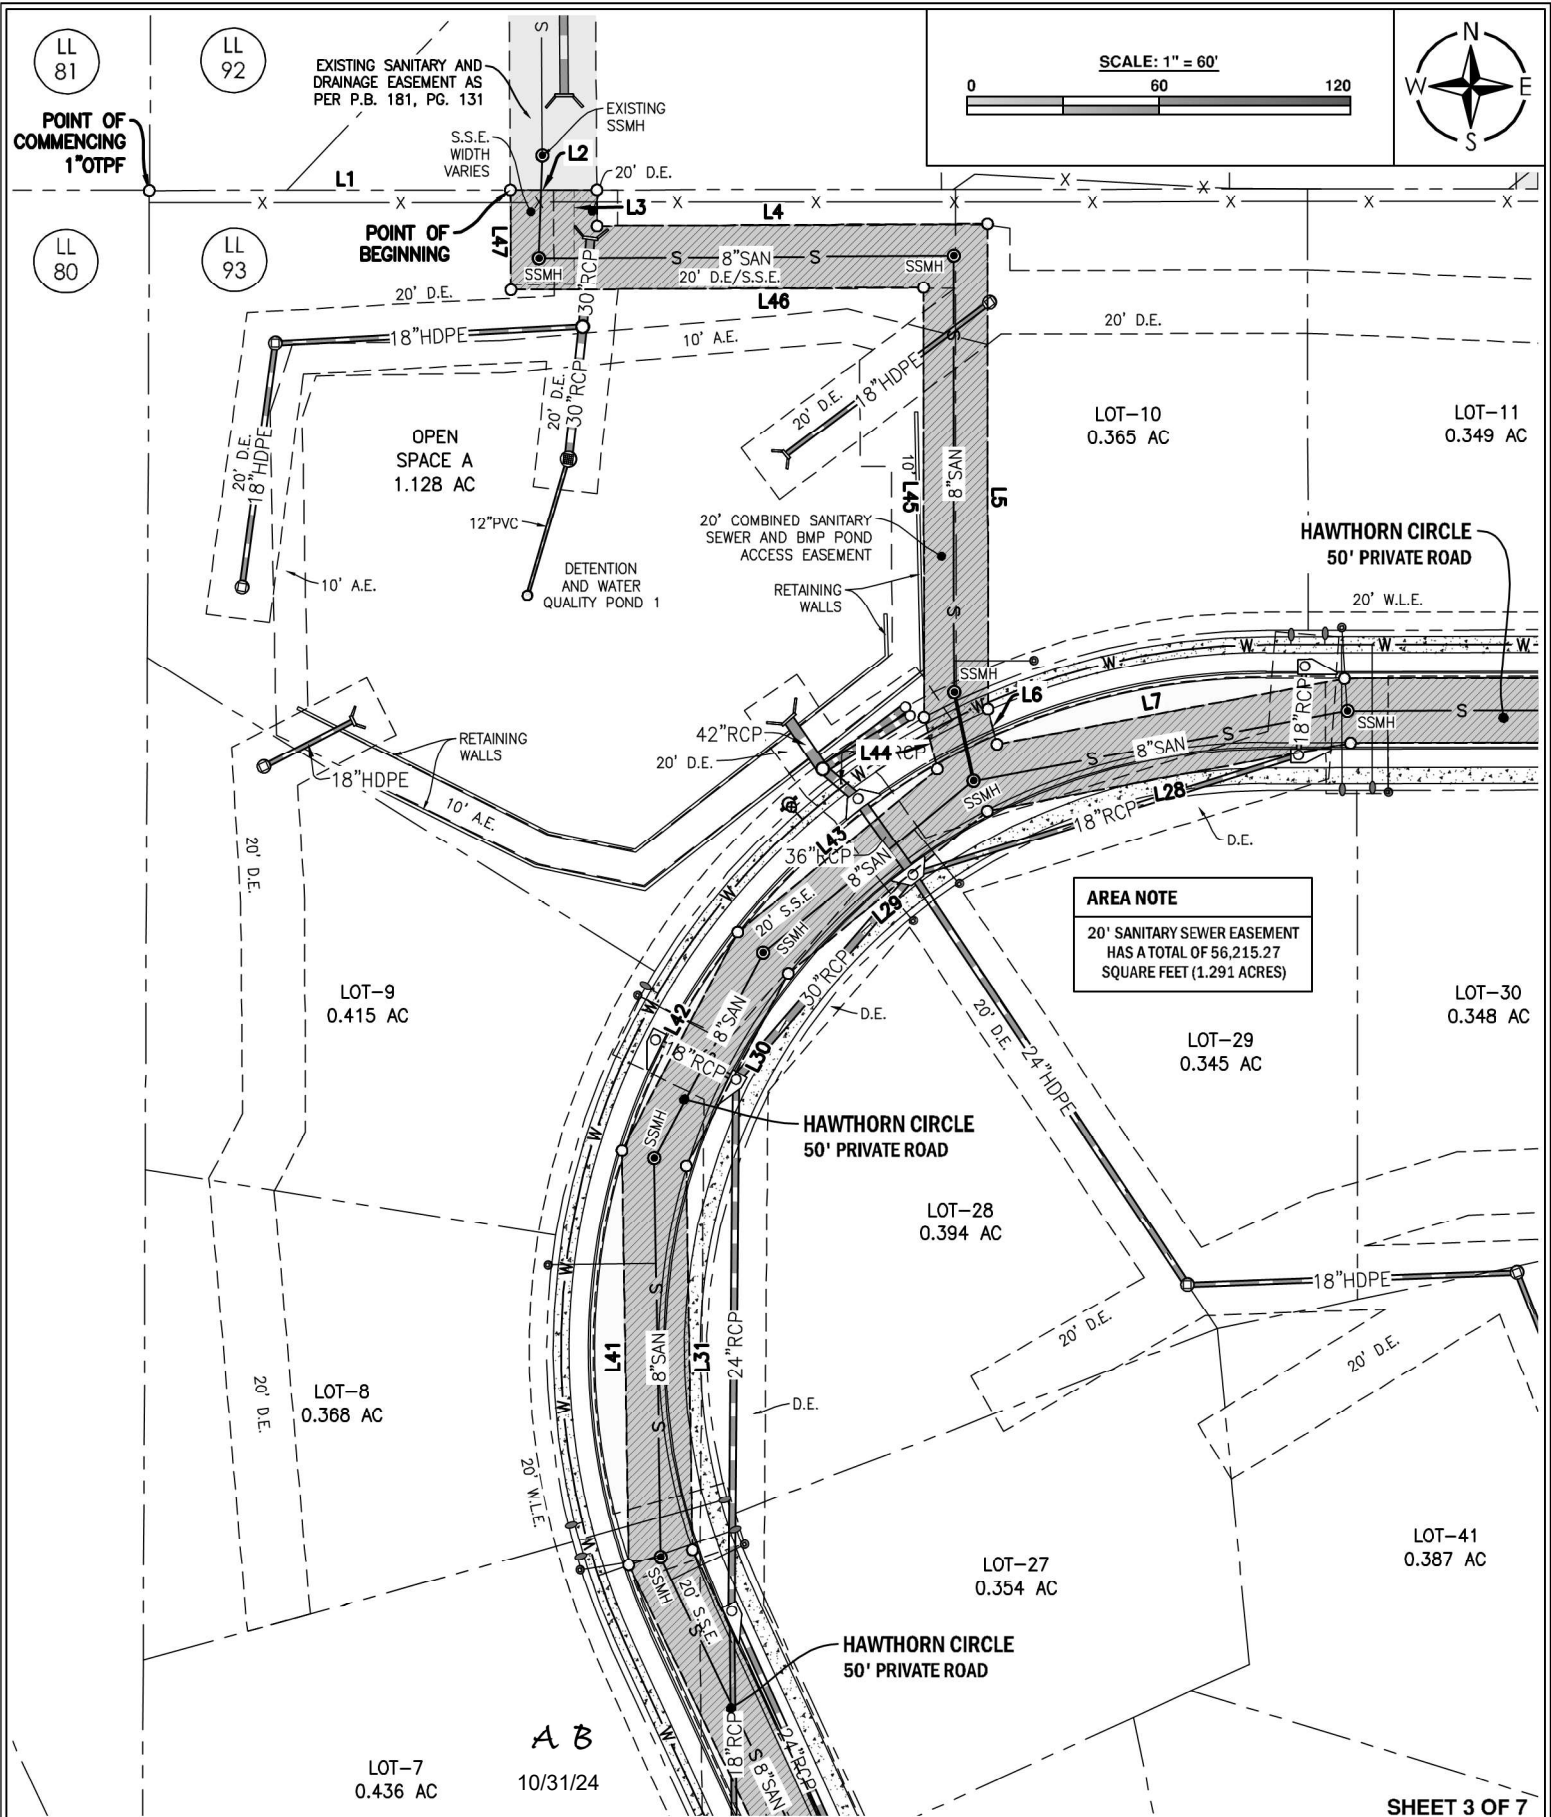 LL
81
LL
92
EXISTING SANITARY AND
DRAINAGE EASEMENT AS
PER P.B. 181, PG. 131
S
EXISTING
SSMH
SCALE: 1" = 60'
0 60 120
N
W E
S
POINT OF
COMMENCING
1"OTPF
S.S.E.
WIDTH
VARIES
L2
20' D.E.
L1
X X X X X X X X X X X
L3
L4
LL
80
LL
93
POINT OF
BEGINNING
L47
SSMH
30"RCP
S 8"SAN S
20' D.E/S.S.E.
SSMH
L46
20' D.E.
18"HDPE
10' A.E.
S
20' D.E.
20' D.E.
30"RCP
20' D.E.
18"HDPE
OPEN
SPACE A
1.128 AC
LOT-10
0.365 AC
LOT-11
0.349 AC
20' D.E.
18"HDPE
10'
L45
8"SAN
L5
12"PVC
20' COMBINED SANITARY
SEWER AND BMP POND
ACCESS EASEMENT
HAWTHORN CIRCLE
50' PRIVATE ROAD
10' A.E.
DETENTION
AND WATER
QUALITY POND 1
RETAINING
WALLS
S
20' W.L.E.
W W W W
SSMH
W
L6
L7
18"RCP
SSMH
S
42"RCP
L44
RETAINING
WALLS
20' D.E.
W
S 8"SAN S
18"HDPE
SSMH
L28
10' A.E.
L43
18"RCP
36"RCP
8"SAN
D.E.
20' D.E.
W
L29
20' S.S.E.
SSMH
AREA NOTE
20' SANITARY SEWER EASEMENT
HAS A TOTAL OF 56,215.27
SQUARE FEET (1.291 ACRES)
30"RCP
LOT-9
0.415 AC
W
L42
8"SAN
D.E.
20' D.E.
LOT-30
0.348 AC
18"RCP
L30
LOT-29
0.345 AC
24"HDPE
HAWTHORN CIRCLE
50' PRIVATE ROAD
W
SSMH
LOT-28
0.394 AC
W
S
18"HDPE
20' D.E.
20' D.E.
L41
8"SAN
L31
24"RCP
LOT-8
0.368 AC
20' D.E.
W
S
D.E.
20' W.L.E.
LOT-41
0.387 AC
W
SSMH
20' S.S.E.
S
LOT-27
0.354 AC
HAWTHORN CIRCLE
50' PRIVATE ROAD
A B
10/31/24
W
18"RCP
24"RCP
S 8"SAN
LOT-7
0.436 AC
SHEET 3 OF 7